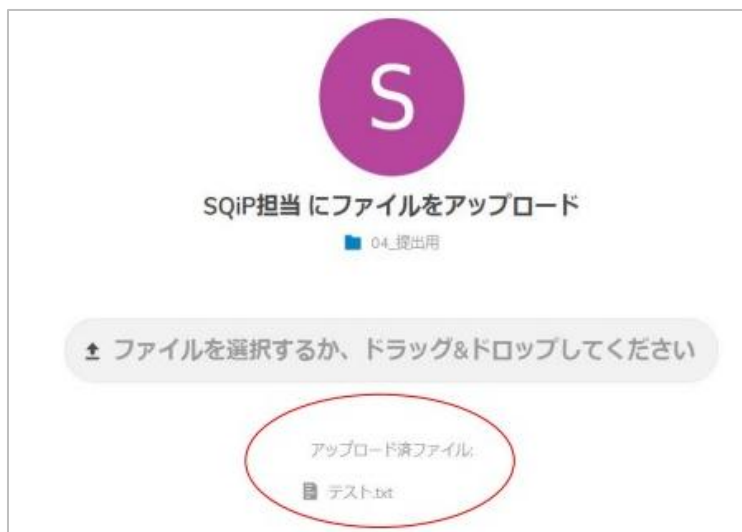 S
SQiP担当 にファイルをアップロード
04_提出用
ファイルを選択するか、ドラッグ&ドロップしてください
アップロード済ファイル:
テスト.txt